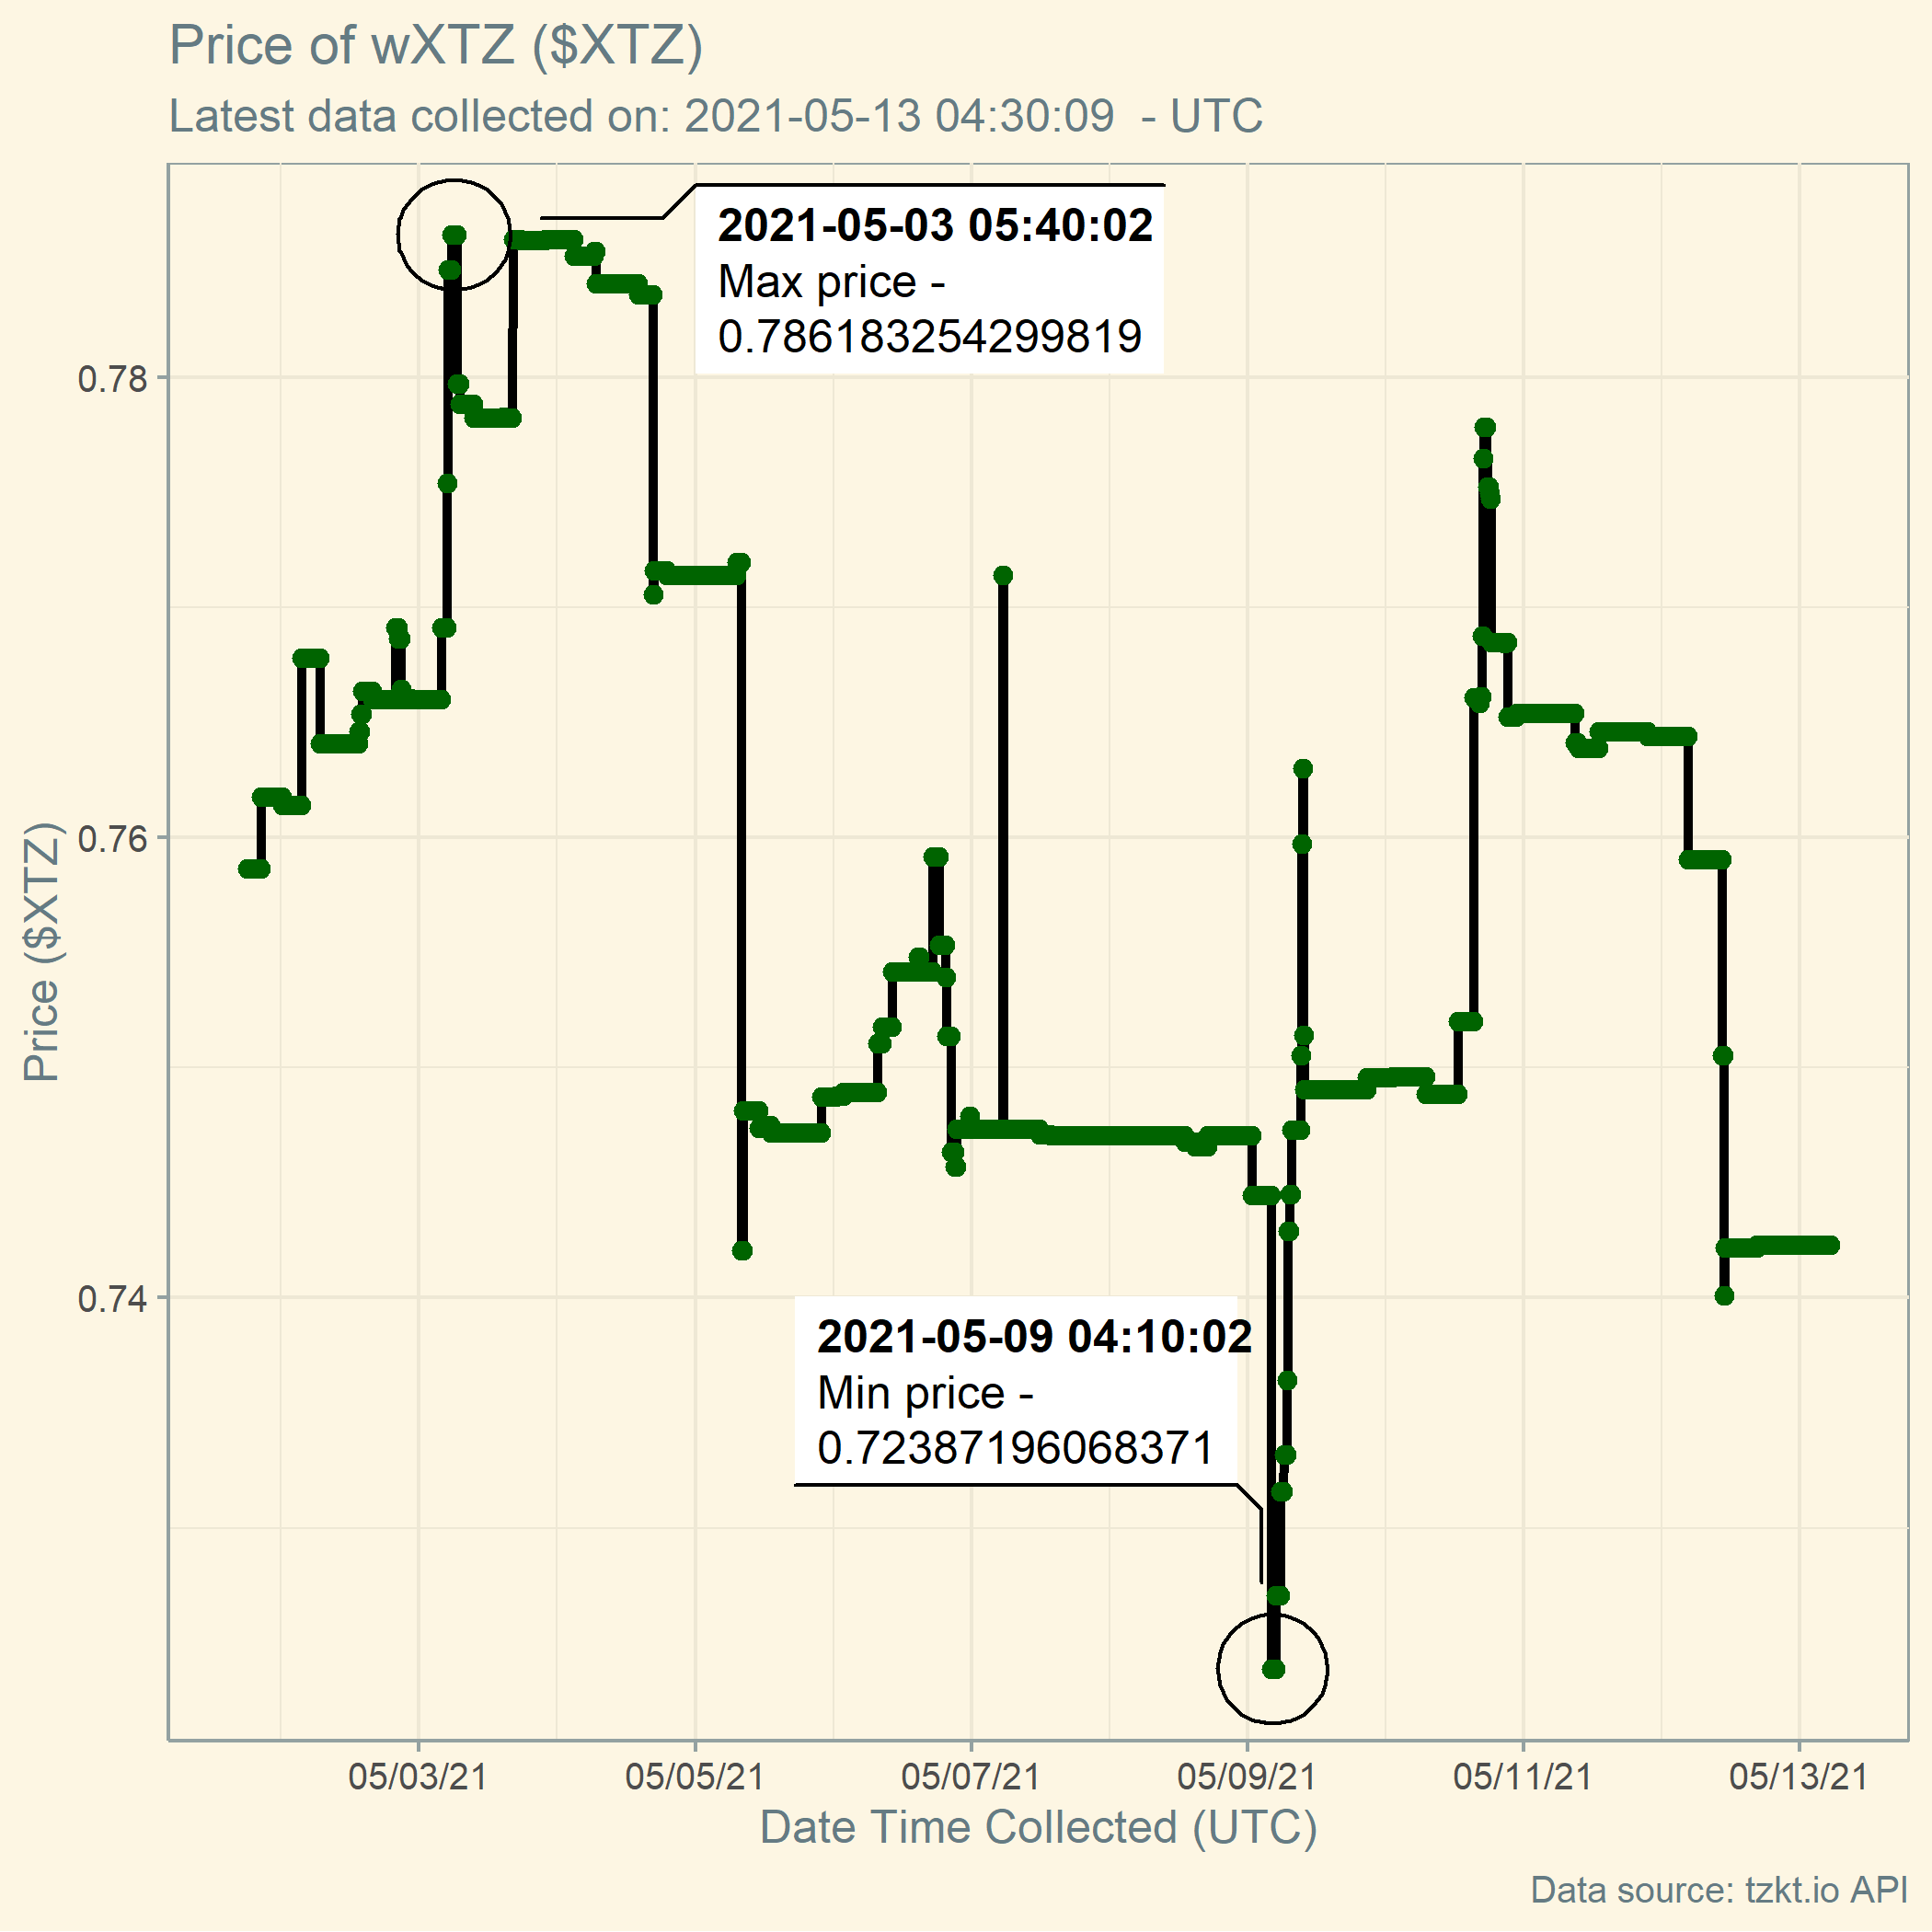 Price of wXTZ ($XTZ)
Latest data collected on: 2021-05-13 04:30:09  - UTC
2021-05-03 05:40:02
Max price -
0.786183254299819
0.78
0.76
0.74
Price ($XTZ)
2021-05-09 04:10:02
Min price -
0.72387196068371
05/03/21
05/05/21
05/07/21
05/09/21
05/11/21
05/13/21
Date Time Collected (UTC)
Data source: tzkt.io API